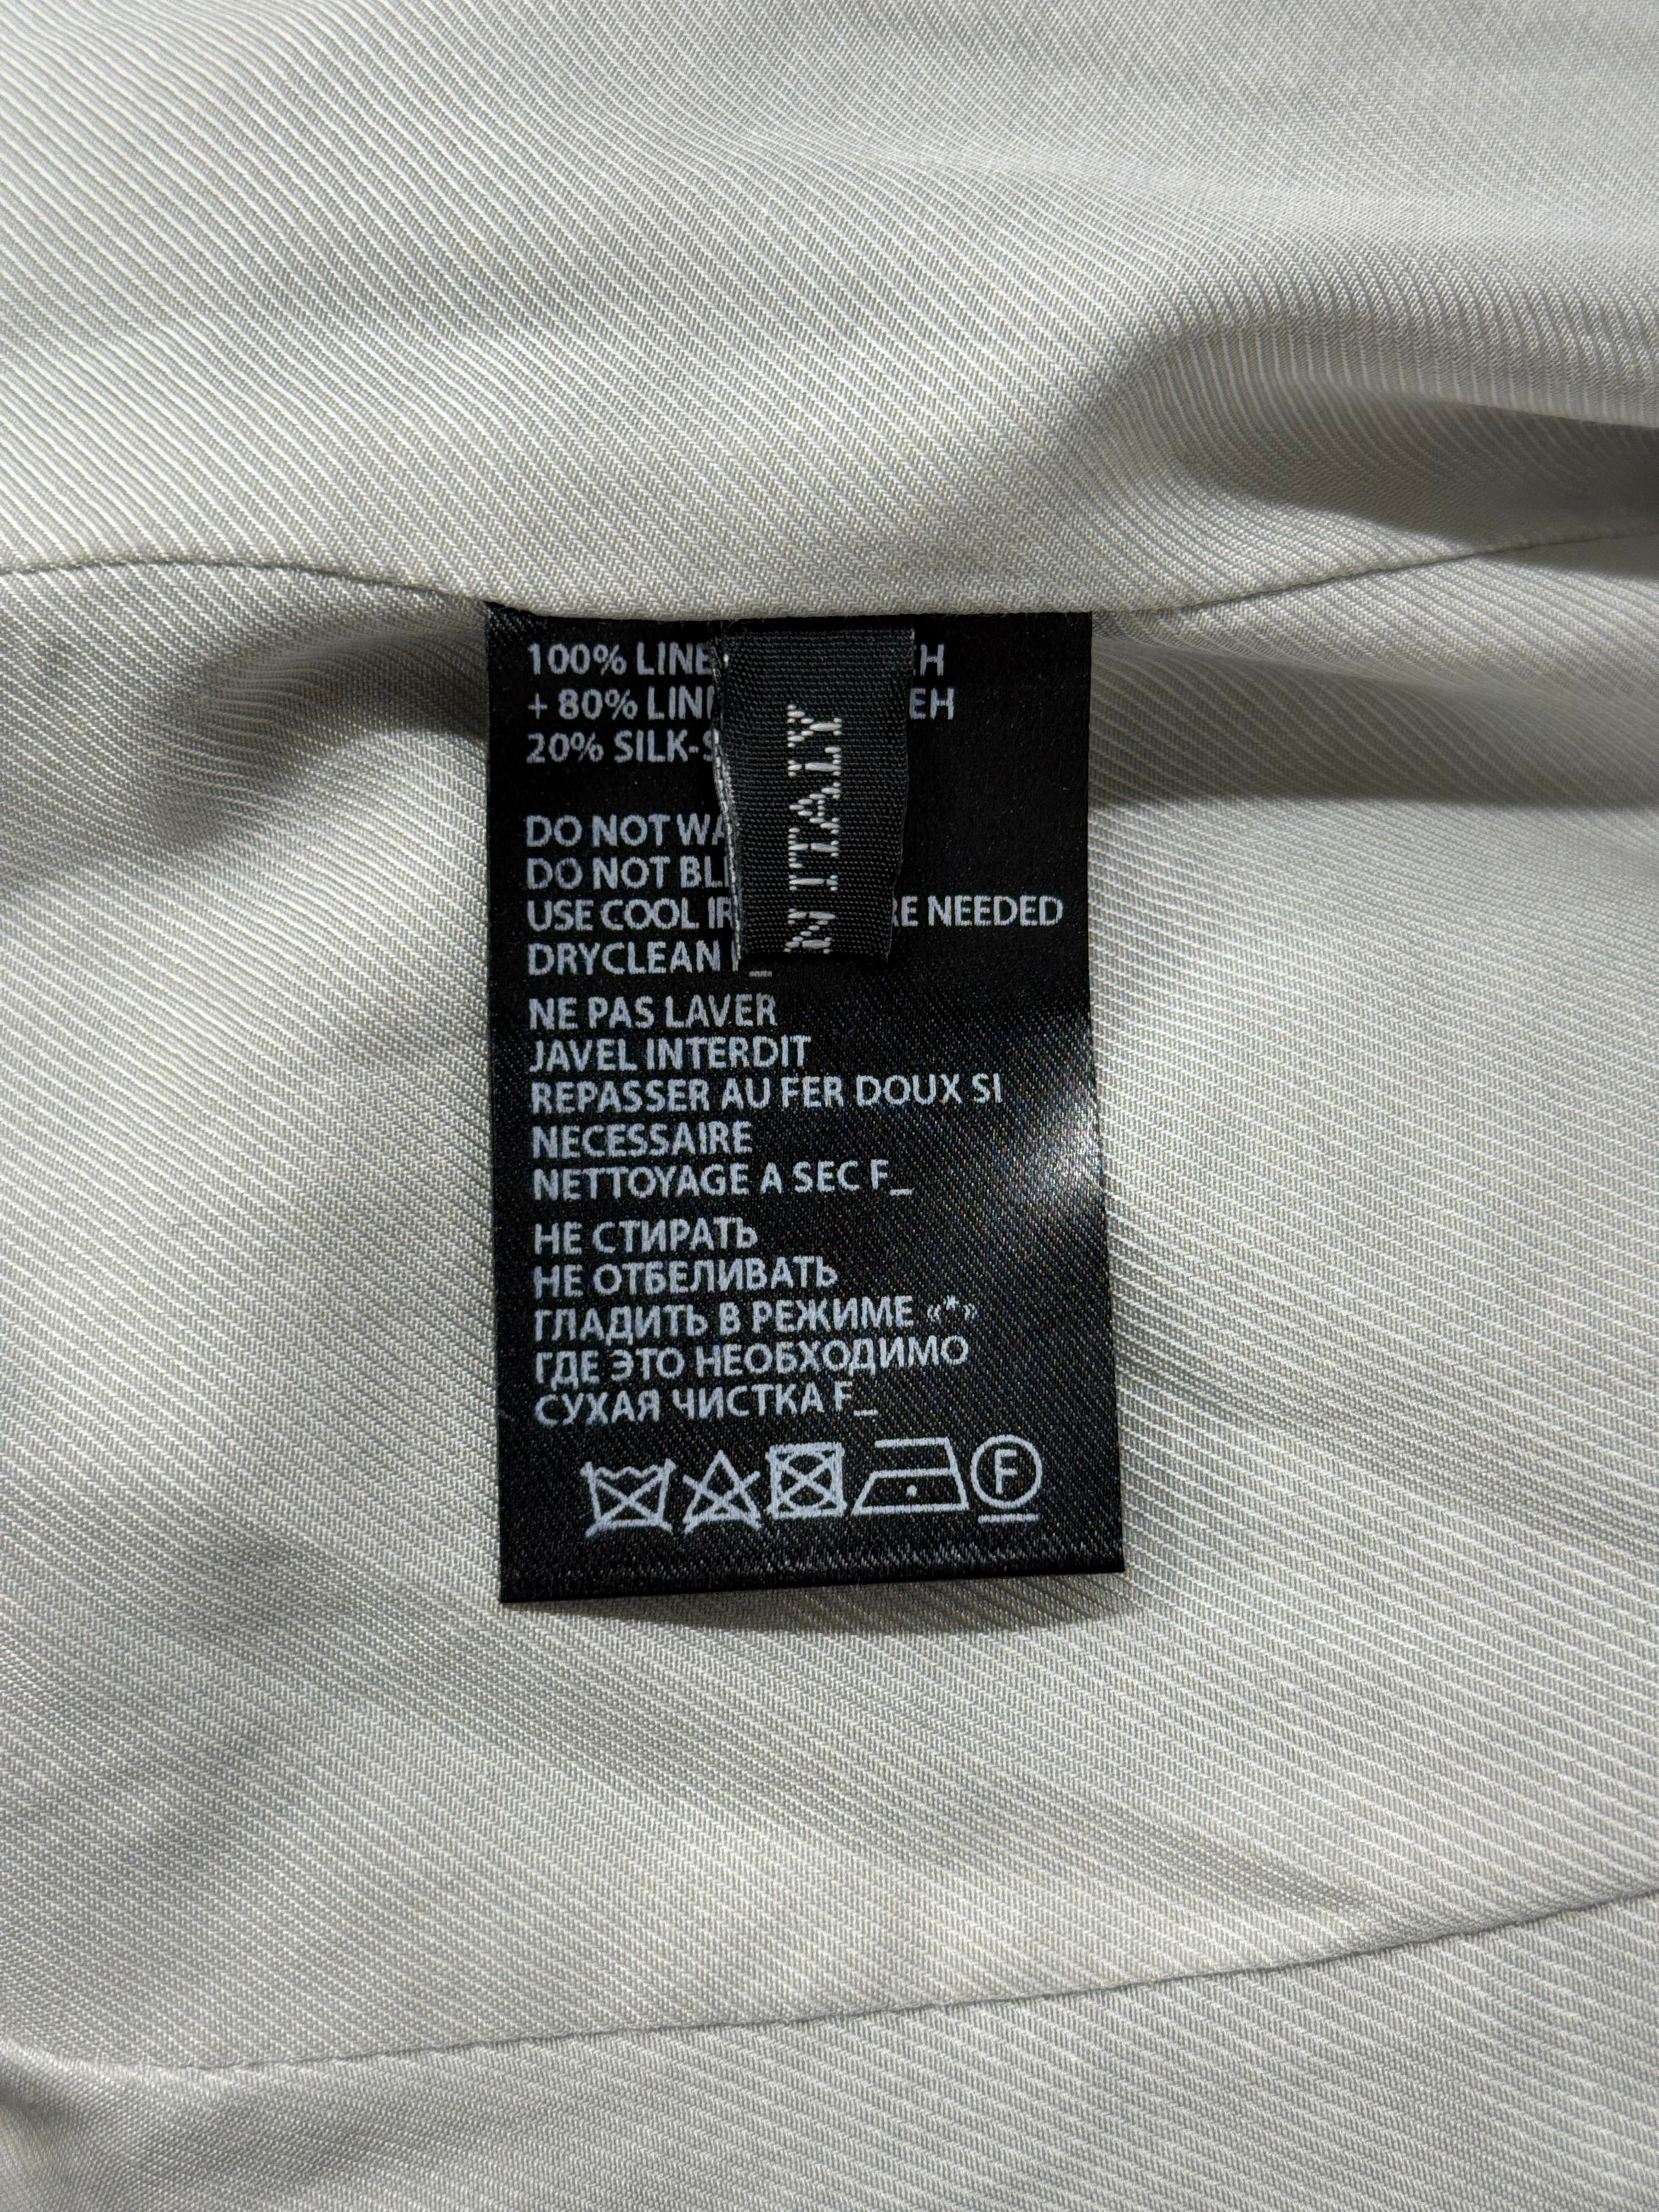 100% LINE H
+ 80% LIN EH
20% SILK-S
DO NOT WA
DO NOT BL
USE COOL IR RE NEEDED
DRYCLEAN _
N ITALY
NE PAS LAVER
JAVEL INTERDIT
REPASSER AU FER DOUX SI
NECESSAIRE
NETTOYAGE A SEC F_
НЕ СТИРАТЬ
НЕ ОТБЕЛИВАТЬ
ГЛАДИТЬ В РЕЖИМЕ «*»
ГДЕ ЭТО НЕОБХОДИМО
СУХАЯ ЧИСТКА F_
F